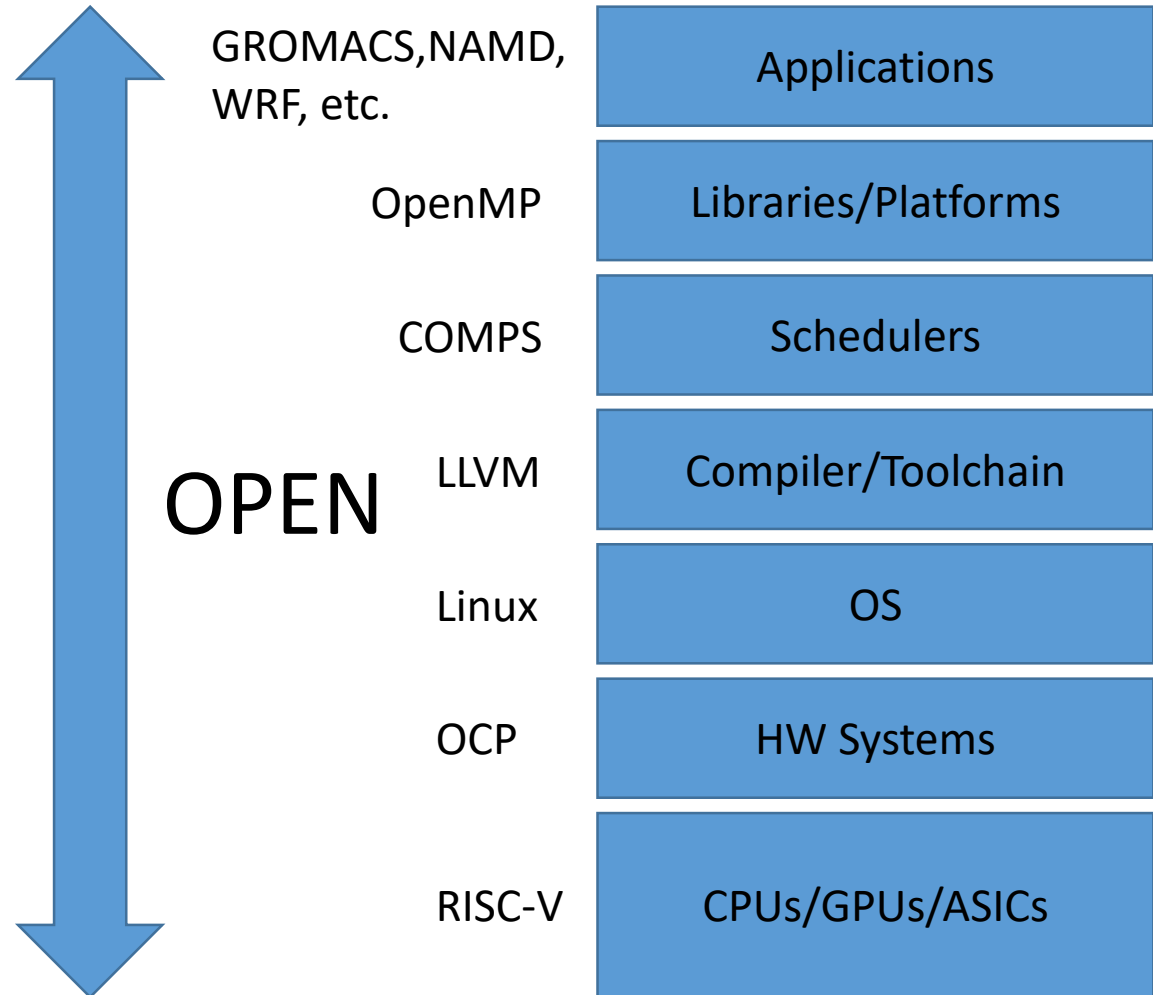 GROMACS,NAMD,
WRF, etc.
Applications
OpenMP
Libraries/Platforms
COMPS
Schedulers
OPEN
LLVM
Compiler/Toolchain
Linux
OS
OCP
HW Systems
RISC-V
CPUs/GPUs/ASICs